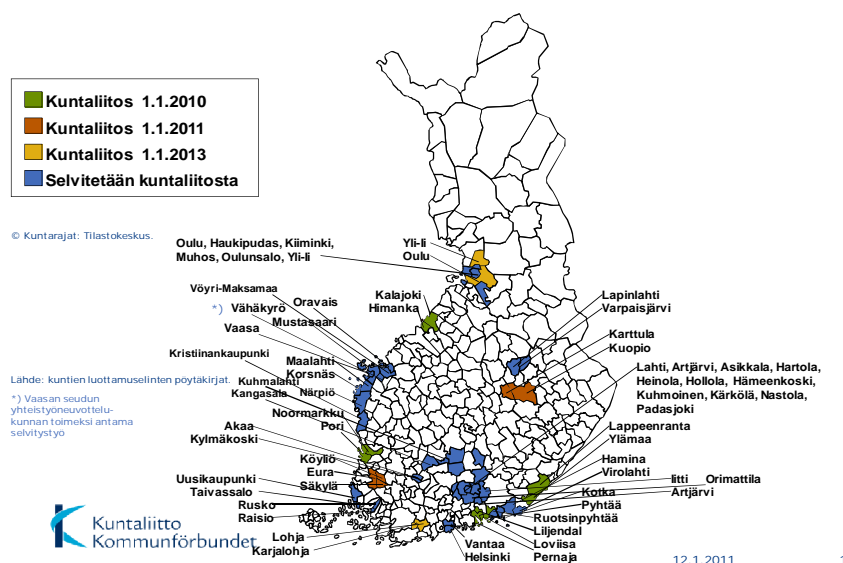 Kuntaliitos 1.1.2010
Kuntaliitos 1.1.2011
Kuntaliitos 1.1.2013
Selvitetään kuntaliitosta
© Kuntarajat: Tilastokeskus.
Oulu, Haukipudas, Kiiminki,
Muhos, Oulunsalo, Yli-Ii
Yli-Ii
Oulu
Vöyri-Maksamaa
Oravais
*) Vähäkyrö
Mustasaari
Vaasa
Kalajoki
Himanka
Lapinlahti
Varpaisjärvi
Karttula
Kuopio
Kristiinankaupunki
Maalahti
Korsnäs
Lähde: kuntien luottamuselinten pöytäkirjat.
Kuhmalahti
Kangasala
Närpiö
*) Vaasan seudun
yhteistyöneuvottelu-
kunnan toimeksi antama
selvitystyö
Noormarkku
Pori
Lahti, Artjärvi, Asikkala, Hartola,
Heinola, Hollola, Hämeenkoski,
Kuhmoinen, Kärkölä, Nastola,
Padasjoki
Akaa
Kylmäkoski
Lappeenranta
Ylämaa
Köyliö
Eura
Säkylä
Hamina
Virolahti
Uusikaupunki
Taivassalo
Iitti
Orimattila
Artjärvi
Kotka
Pyhtää
Rusko
Raisio
Ruotsinpyhtää
Liljendal
Loviisa
Pernaja
Lohja
Karjalohja
Vantaa
Helsinki
Kuntaliitto
Kommunförbundet
12.1.2011
1